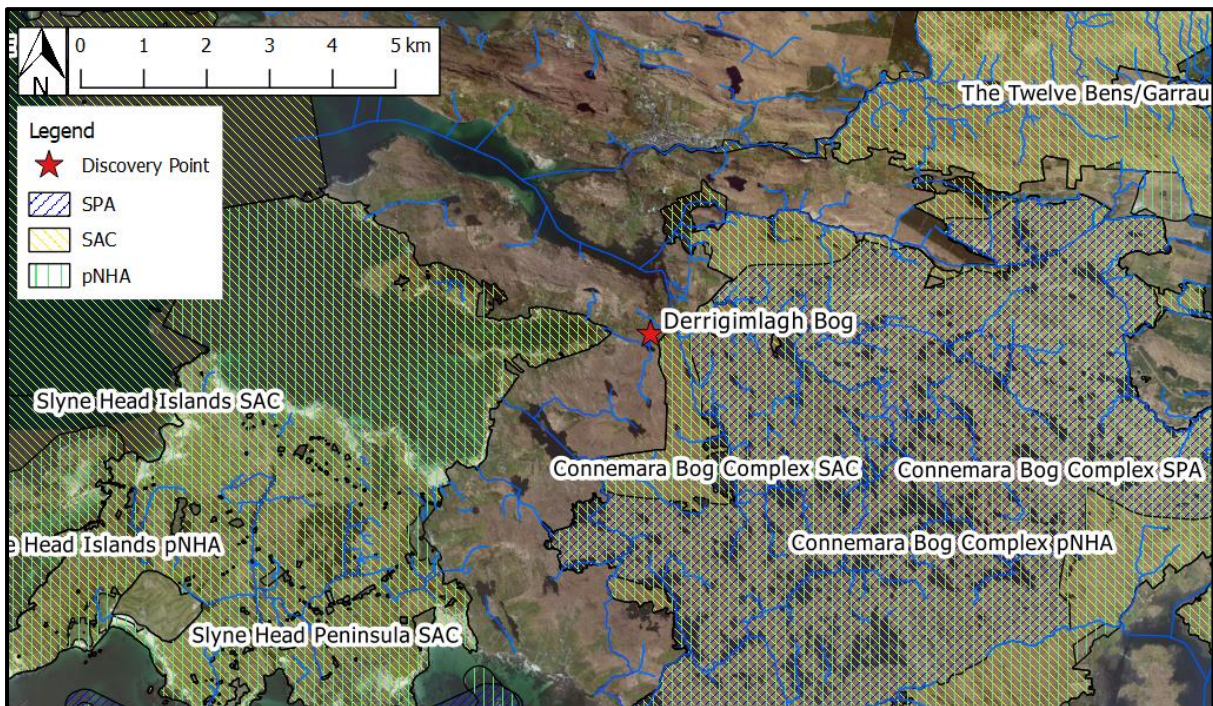 0 1 2 3 4 5 km
N
Legend
Discovery Point
SPA
SAC
pNHA
The Twelve Bens/Garrau
Derrigimlagh Bog
Slyne Head Islands SAC
Connemara Bog Complex SAC
Connemara Bog Complex SPA
e Head Islands pNHA
Connemara Bog Complex pNHA
Slyne Head Peninsula SAC